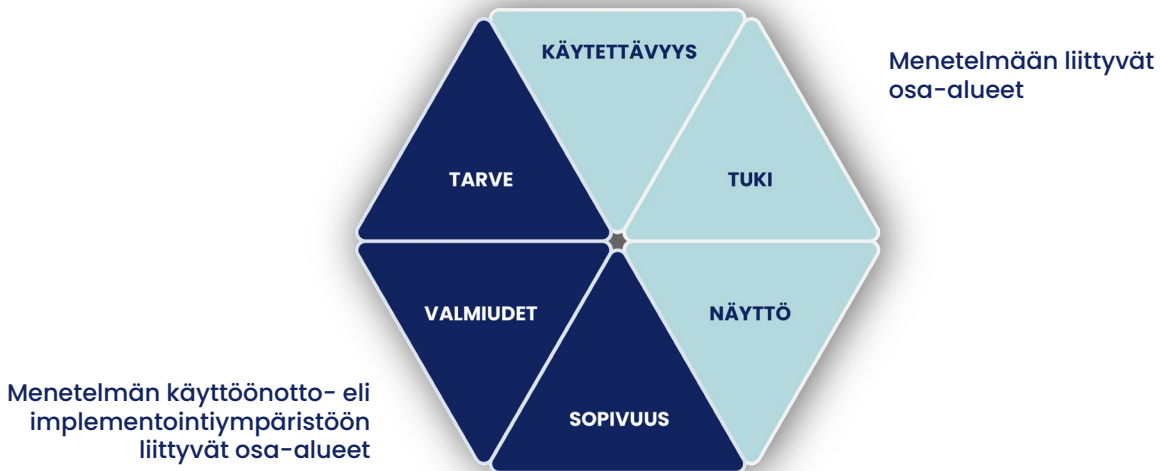 KÄYTETTÄVYYS
Menetelmään liittyvät
osa-alueet
TARVE
TUKI
VALMIUDET
NÄYTTÖ
Menetelmän käyttöönotto- eli
implementointiympäristöön
liittyvät osa-alueet
SOPIVUUS